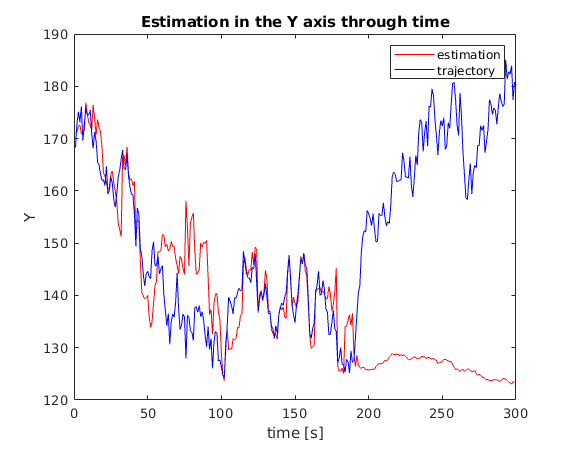 Estimation in the Y axis through time
estimation
trajectory
190
180
170
160
150
140
130
120
Y
0 50 100 150 200 250 300
time [s]